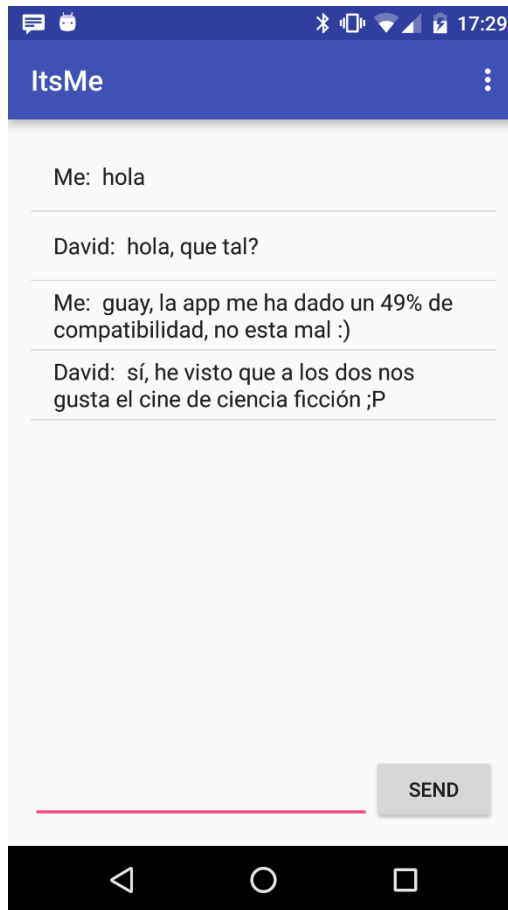 17:29
ItsMe
Me:  hola
David:  hola, que tal?
Me:  guay, la app me ha dado un 49% de
compatibilidad, no esta mal :)
David:  sí, he visto que a los dos nos
gusta el cine de ciencia ficción ;P
SEND